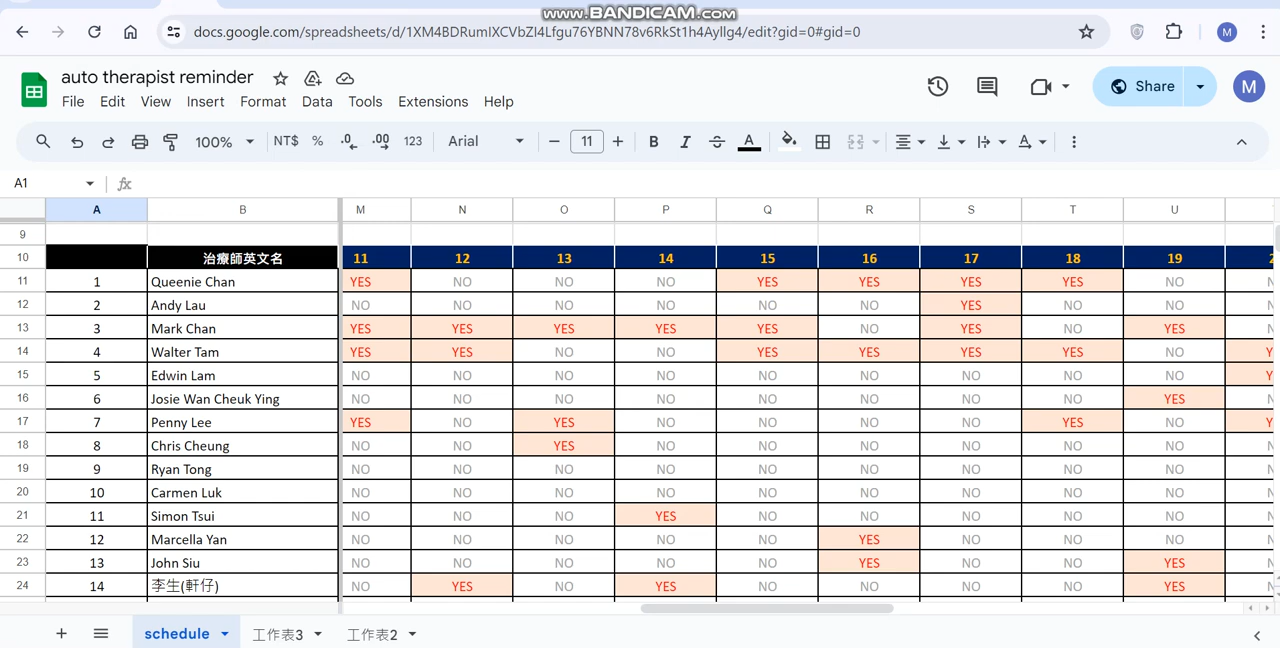 www.BANDICAM.com
docs.google.com/spreadsheets/d/1XM4BDRumIXCVbZI4Lfgu76YBNN78v6RkSt1h4Ayllg4/edit?gid=0#gid=0
M
auto therapist reminder
File Edit View Insert Format Data Tools Extensions Help
Share
M
100% NT$ % .0 .00 123 Arial 11 B I A A
A1 fx
A B M N O P Q R S T U
9
10 治療師英文名 11 12 13 14 15 16 17 18 19
11 1 Queenie Chan YES NO NO NO YES YES YES YES NO
12 2 Andy Lau NO NO NO NO NO NO YES NO NO
13 3 Mark Chan YES YES YES YES YES NO YES NO YES
14 4 Walter Tam YES YES NO NO YES YES YES YES NO
15 5 Edwin Lam NO NO NO NO NO NO NO NO NO
16 6 Josie Wan Cheuk Ying NO NO NO NO NO NO NO NO YES
17 7 Penny Lee YES NO YES NO NO NO NO YES NO
18 8 Chris Cheung NO NO YES NO NO NO NO NO NO
19 9 Ryan Tong NO NO NO NO NO NO NO NO NO
20 10 Carmen Luk NO NO NO NO NO NO NO NO NO
21 11 Simon Tsui NO NO NO YES NO NO NO NO NO
22 12 Marcella Yan NO NO NO NO NO YES NO NO NO
23 13 John Siu NO NO NO NO NO YES NO NO YES
24 14 李生(軒仔) NO YES NO YES NO NO NO NO YES
schedule 工作表3 工作表2